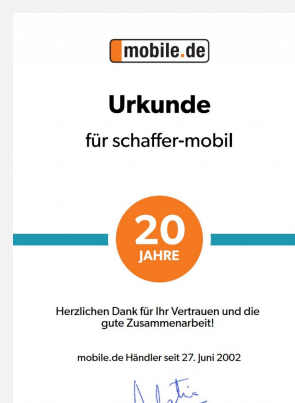 mobile.de
Urkunde
für schaffer-mobil
20
JAHRE
Herzlichen Dank für Ihr Vertrauen und die
gute Zusammenarbeit!
mobile.de Händler seit 27. Juni 2002